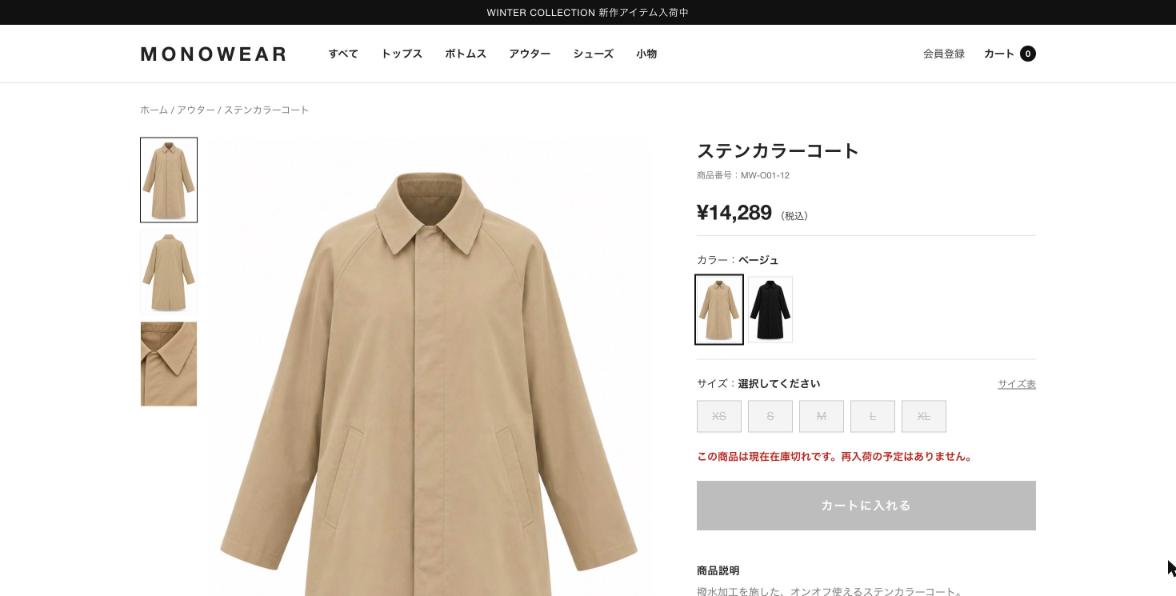 WINTER COLLECTION 新作アイテム入荷中
MONOWEAR
すべて
トップス
ボトムス
アウター
シューズ
小物
会員登録
カート 0
ホーム / アウター / ステンカラーコート
ステンカラーコート
商品番号：MW-O01-12
¥14,289 （税込）
カラー：ベージュ
サイズ：選択してください
サイズ表
XS
S
M
L
XL
この商品は現在在庫切れです。再入荷の予定はありません。
カートに入れる
商品説明
撥水加工を施した、オンオフ使えるステンカラーコート。